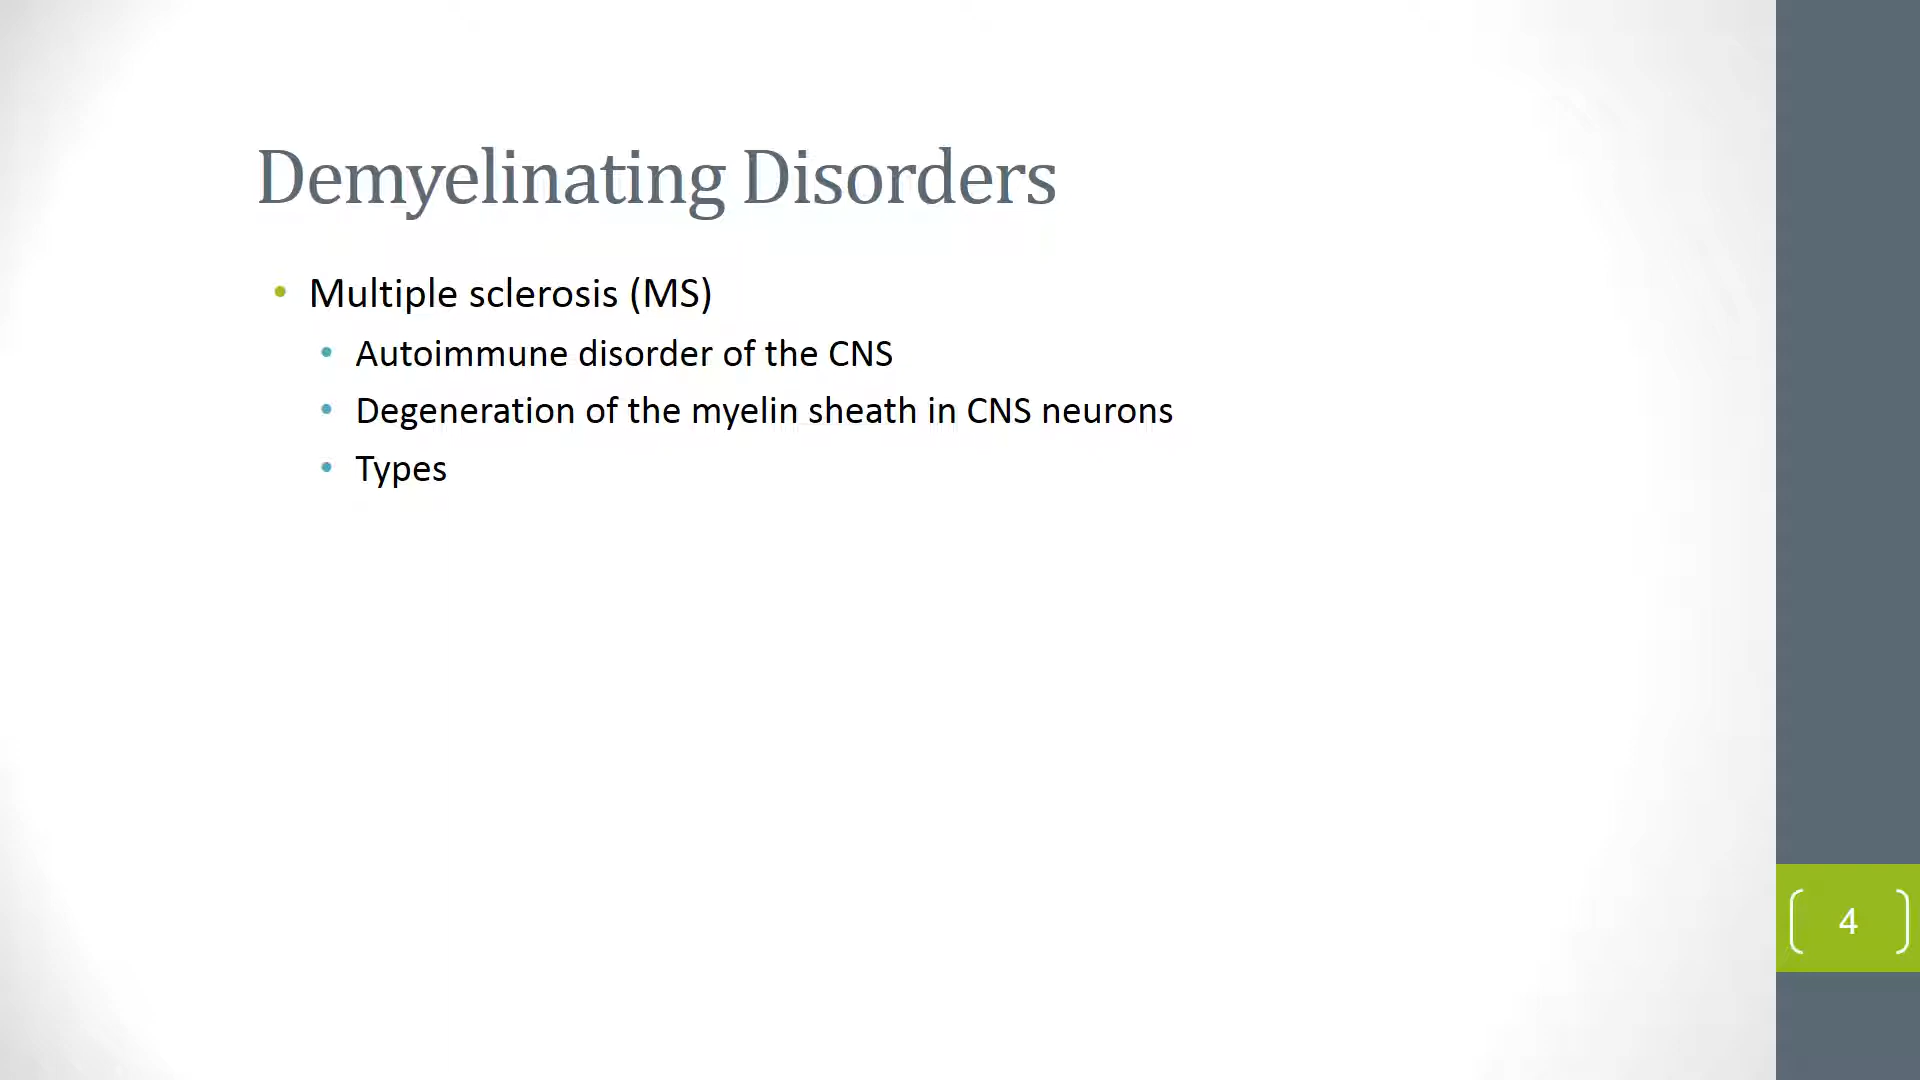 Demyelinating Disorders
• Multiple sclerosis (MS)
• Autoimmune disorder of the CNS
• Degeneration of the myelin sheath in CNS neurons
• Types
4